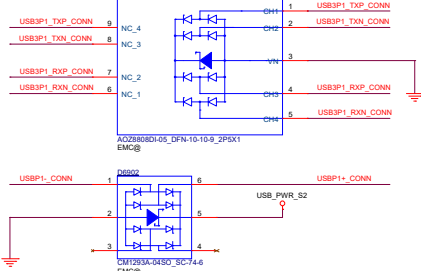 USB3P1_TXP_CONN 9 NC_4 CH1 1 USB3P1_TXP_CONN
USB3P1_TXN_CONN 8 NC_3 CH2 2 USB3P1_TXN_CONN
VN 3
USB3P1_RXP_CONN 7 NC_2 CH3 4 USB3P1_RXP_CONN
USB3P1_RXN_CONN 6 NC_1 CH4 5 USB3P1_RXN_CONN
AOZ8808DI-05_DFN-10-10-9_2P5X1
EMC@
D6902
USBP1-_CONN 1 6 USBP1+_CONN
USB_PWR_S2
2 5
3 4
CM1293A-04SO_SC-74-6
EMC@